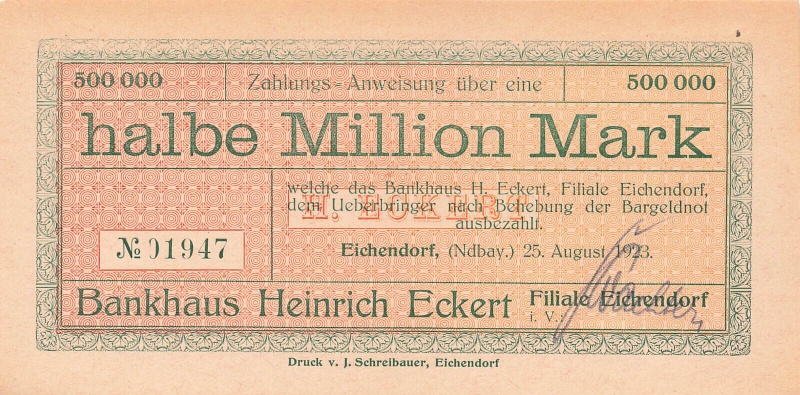 500 000 Zahlungs-Anweisung über eine 500 000
halbe Million Mark
welche das Bankhaus H. Eckert, Filiale Eichendorf,
dem Ueberbringer nach Behebung der Bargeldnot
ausbezahlt.
H. ECKERT
№ 01947
Eichendorf, (Ndbay.) 25. August 1923.
Bankhaus Heinrich Eckert Filiale Eichendorf
i. V.
Druck v. J. Schreibauer, Eichendorf